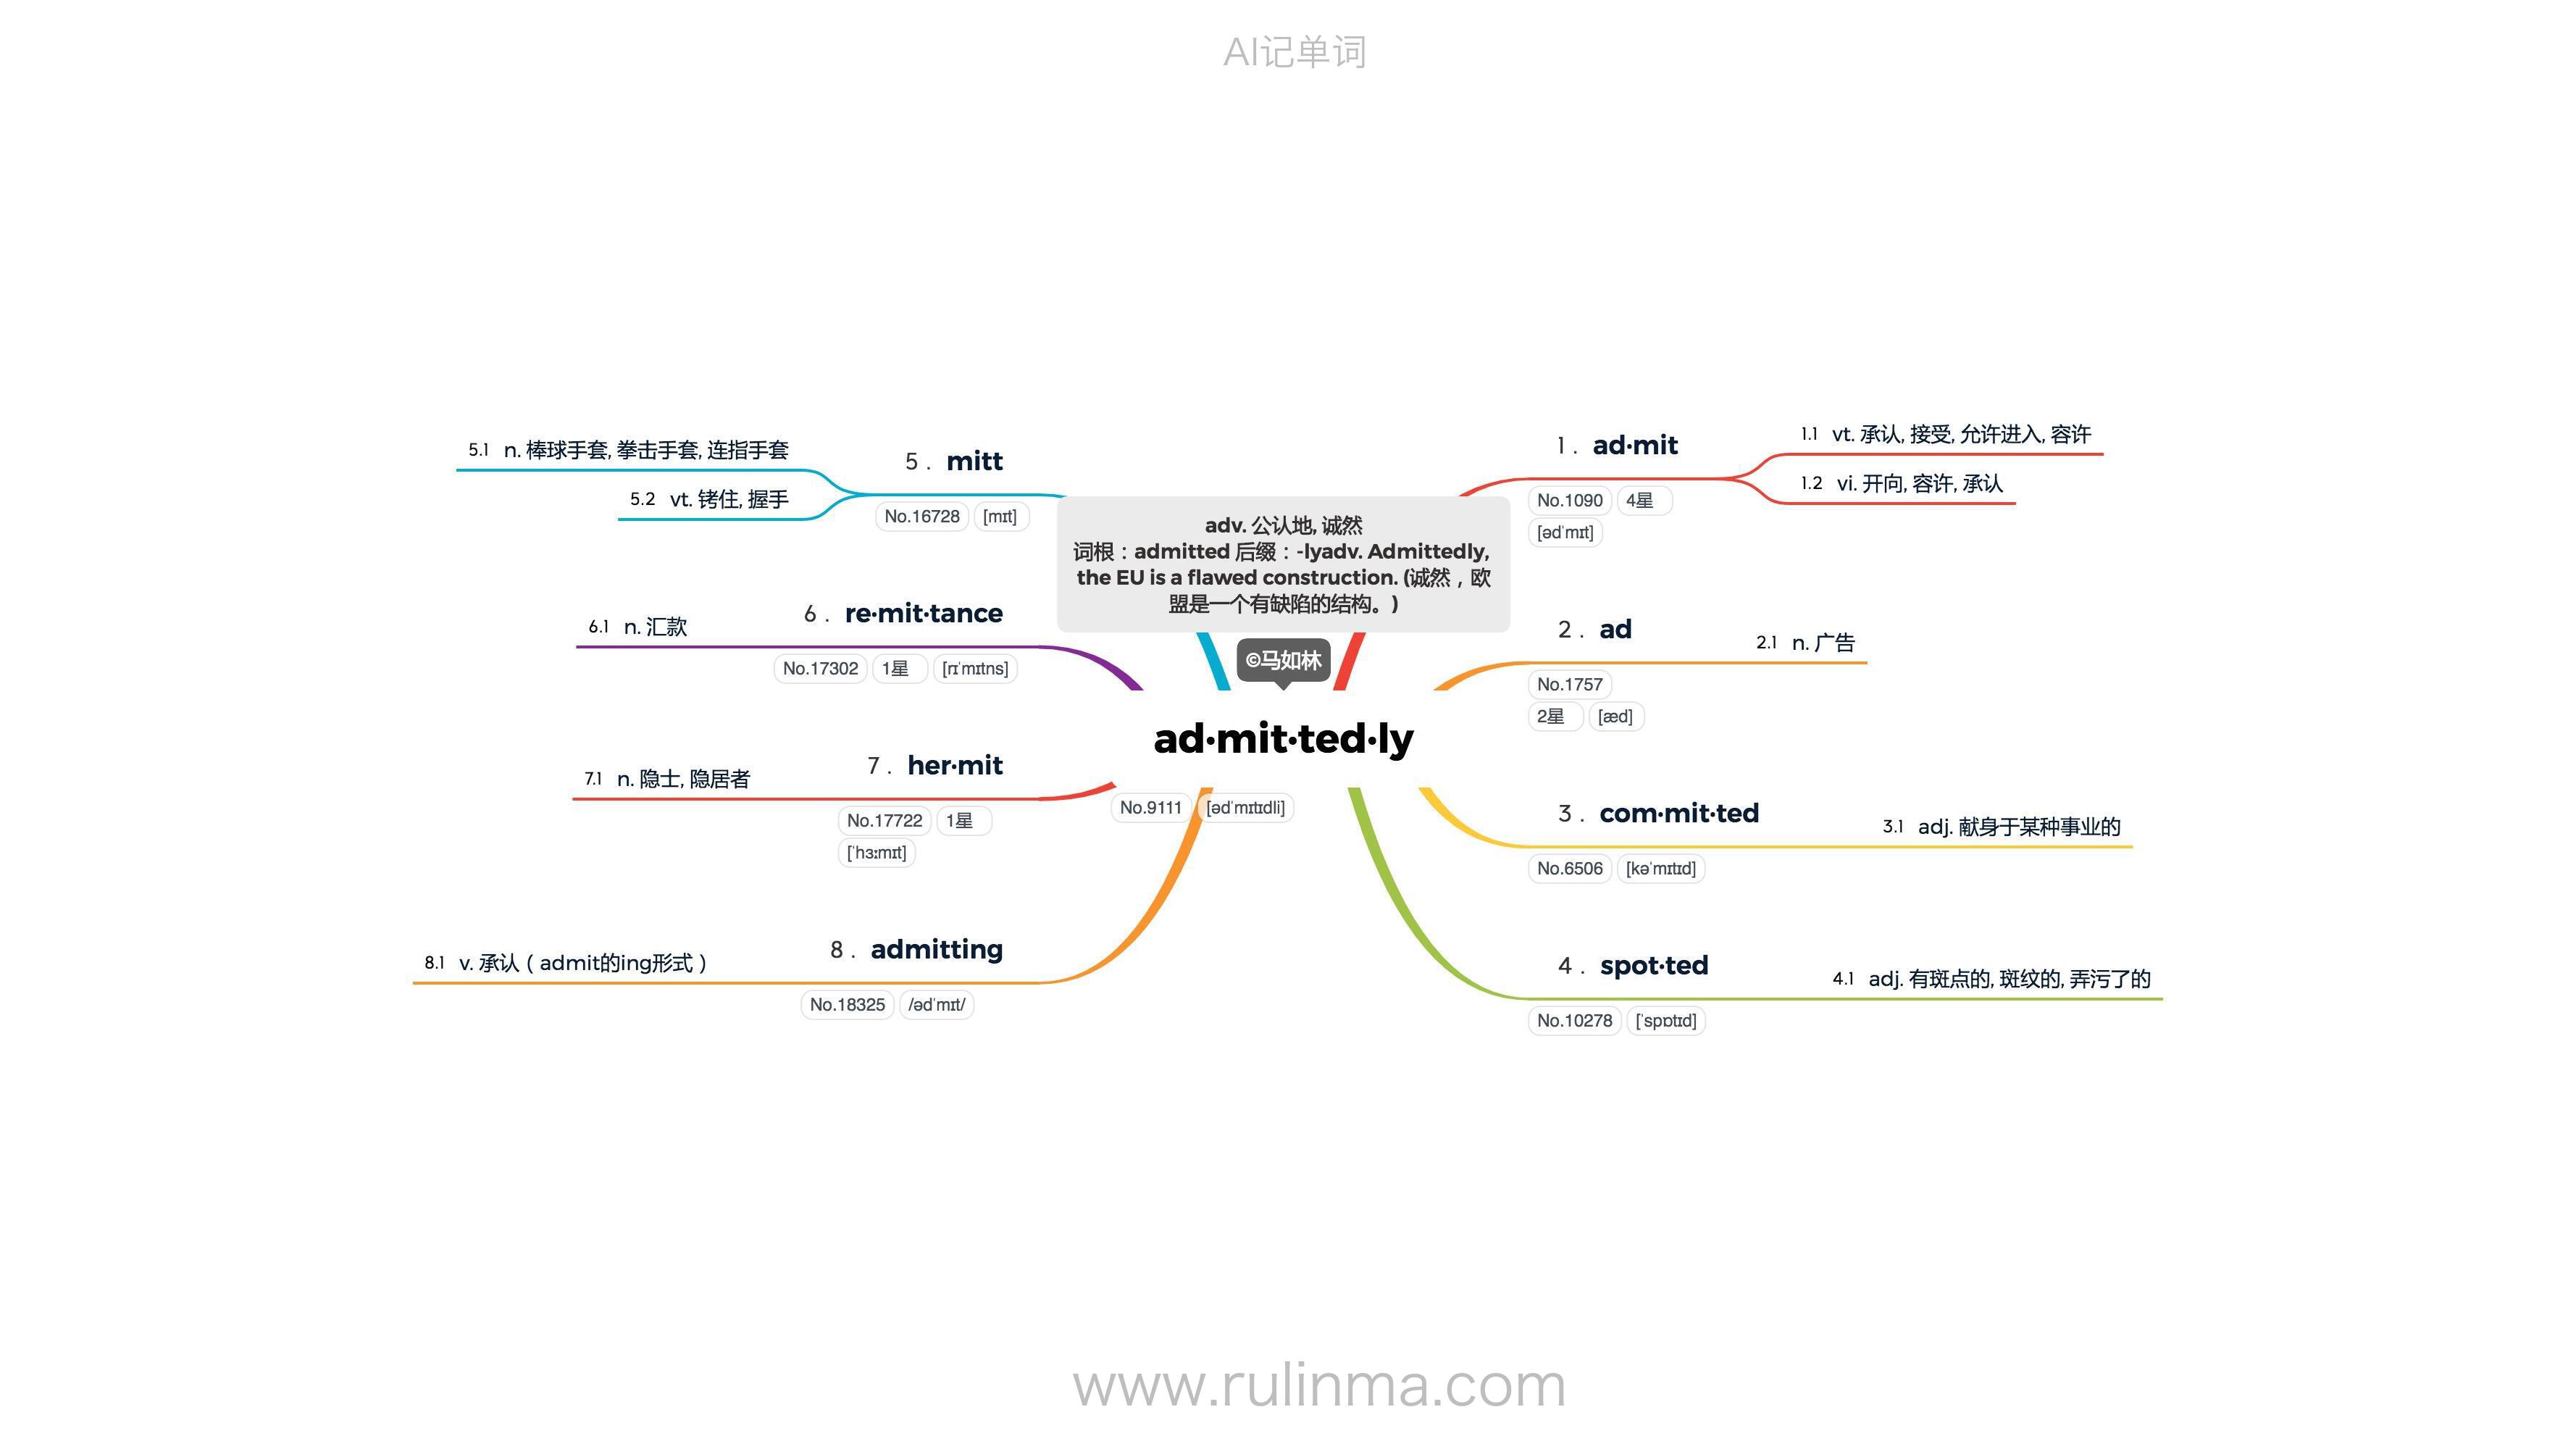 AI记单词
adv. 公认地, 诚然
词根：admitted 后缀：-lyadv. Admittedly,
the EU is a flawed construction. (诚然，欧
盟是一个有缺陷的结构。)
©马如林
ad·mit·ted·ly
No.9111 [ədˈmɪtɪdli]
1 . ad·mit
No.1090 4星
[ədˈmɪt]
1.1 vt. 承认, 接受, 允许进入, 容许
1.2 vi. 开向, 容许, 承认
2 . ad
No.1757
2星 [æd]
2.1 n. 广告
3 . com·mit·ted
No.6506 [kəˈmɪtɪd]
3.1 adj. 献身于某种事业的
4 . spot·ted
No.10278 [ˈspɒtɪd]
4.1 adj. 有斑点的, 斑纹的, 弄污了的
5 . mitt
No.16728 [mɪt]
5.1 n. 棒球手套, 拳击手套, 连指手套
5.2 vt. 铐住, 握手
6 . re·mit·tance
No.17302 1星 [rɪˈmɪtns]
6.1 n. 汇款
7 . her·mit
No.17722 1星
[ˈhɜːmɪt]
7.1 n. 隐士, 隐居者
8 . admitting
No.18325 /ədˈmɪt/
8.1 v. 承认（admit的ing形式）
www.rulinma.com